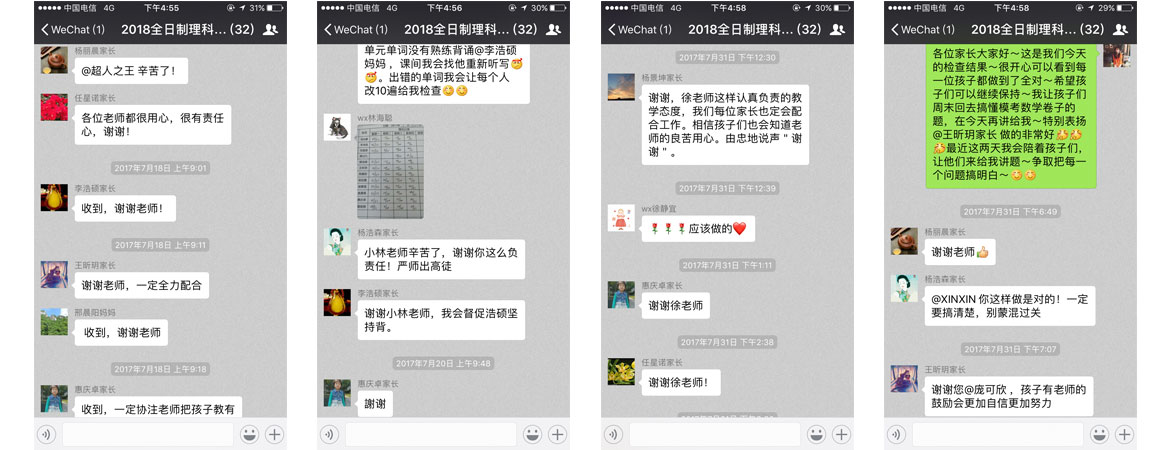 中国电信 4G 下午4:55 31%
WeChat (1) 2018全日制理科... (32)
杨丽晨家长
@超人之王 辛苦了!
任星诺家长
各位老师都很用心，很有责任
心，谢谢!
2017年7月18日 上午9:01
李浩硕家长
收到，谢谢老师!
2017年7月18日 上午9:11
王昕玥家长
谢谢老师，一定全力配合
邢晨阳妈妈
收到，谢谢老师
2017年7月18日 上午9:18
惠庆卓家长
收到，一定协注老师把孩子教有
中国电信 4G 下午4:56 30%
WeChat (1) 2018全日制理科... (32)
单元单词没有熟练背诵@李浩硕
妈妈 ，课间我会找他重新听写🥳
🥳。出错的单词我会让每个人
改10遍给我检查😊😊
wx林海聪
杨浩森家长
小林老师辛苦了，谢谢你这么负
责任！严师出高徒
李浩硕家长
谢谢小林老师，我会督促浩硕坚
持背。
2017年7月20日 上午9:48
惠庆卓家长
謝謝
中国电信 4G 下午4:58 30%
WeChat (1) 2018全日制理科... (32)
2017年7月31日 下午12:30
杨景坤家长
谢谢，徐老师这样认真负责的教
学态度，我们每位家长也定会配
合工作。相信孩子们也会知道老
师的良苦用心。由忠地说声＂谢
谢＂。
2017年7月31日 下午12:39
wx徐静宜
🌹🌹🌹应该做的❤️
2017年7月31日 下午1:11
惠庆卓家长
谢谢徐老师
2017年7月31日 下午2:38
任星诺家长
谢谢徐老师!
中国电信 4G 下午4:58 29%
WeChat (1) 2018全日制理科... (32)
各位家长大家好～这是我们今天
的检查结果～很开心可以看到每
一位孩子都做到了全对～希望孩
子们可以继续保持～我让孩子们
周末回去搞懂模考数学卷子的
题，在今天再讲给我～特别表扬
@王昕玥家长 做的非常好
最近这两天我会陪着孩子们，
让他们来给我讲题～争取把每一
个问题搞明白～😊😊
2017年7月31日 下午6:49
杨丽晨家长
谢谢老师👍
杨浩森家长
@XINXIN 你这样做是对的！一定
要搞清楚，别蒙混过关
2017年7月31日 下午7:07
王昕玥家长
谢谢您@庞可欣 ，孩子有老师的
鼓励会更加自信更加努力